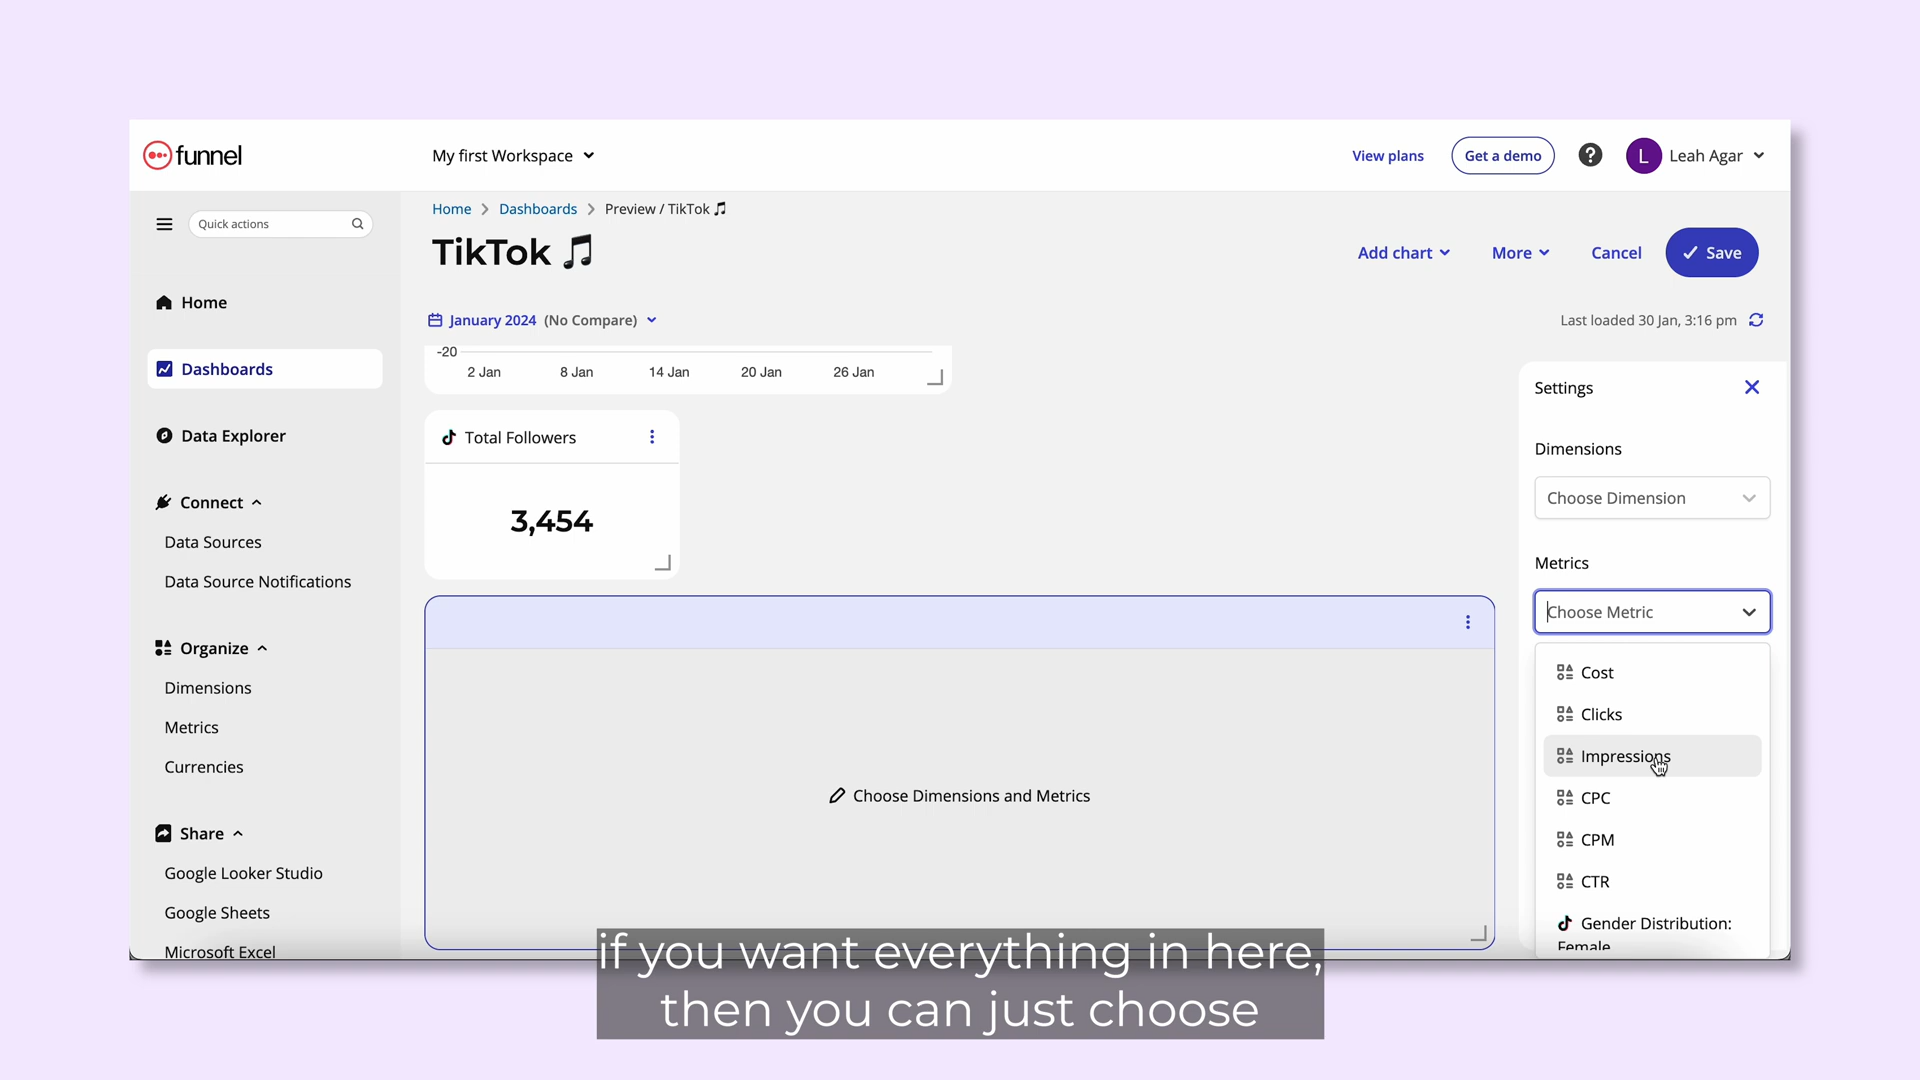 funnel
My first Workspace
View plans
Get a demo
?
L
Leah Agar
Quick actions
Home
Dashboards
Data Explorer
Connect
Data Sources
Data Source Notifications
Organize
Dimensions
Metrics
Currencies
Share
Google Looker Studio
Google Sheets
Microsoft Excel
Home > Dashboards > Preview / TikTok 🎵
TikTok 🎵
Add chart
More
Cancel
✓ Save
January 2024 (No Compare)
Last loaded 30 Jan, 3:16 pm
-20
2 Jan 8 Jan 14 Jan 20 Jan 26 Jan
Total Followers
3,454
Choose Dimensions and Metrics
Settings
Dimensions
Choose Dimension
Metrics
Choose Metric
Cost
Clicks
Impressions
CPC
CPM
CTR
Gender Distribution:
Female
if you want everything in here,
then you can just choose